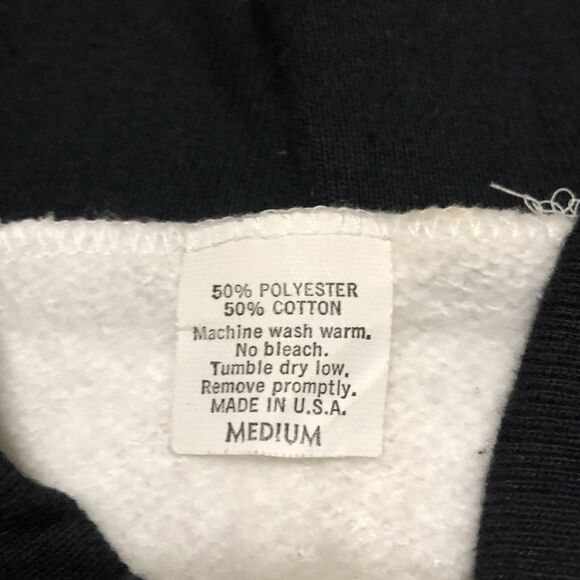 50% POLYESTER
50% COTTON
Machine wash warm.
No bleach.
Tumble dry low.
Remove promptly.
MADE IN U.S.A.
MEDIUM